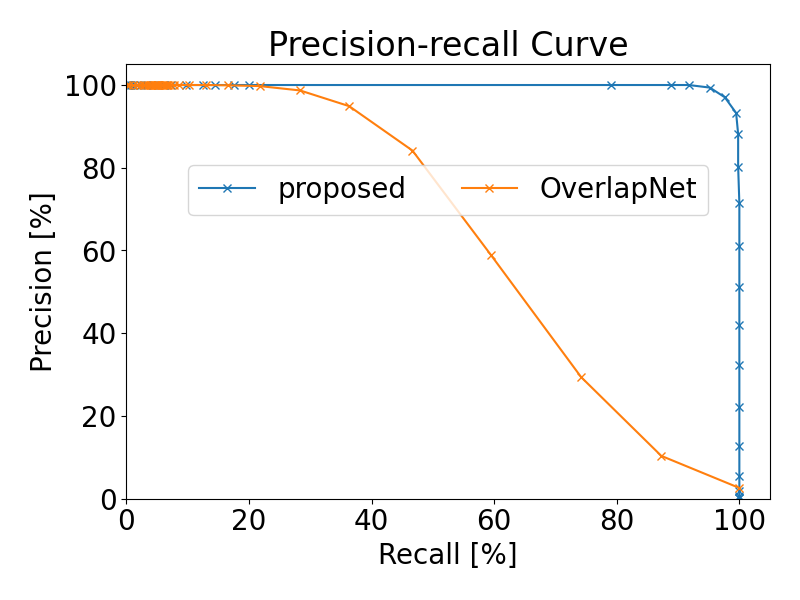 Precision-recall Curve
100
80
60
40
20
0
Precision [%]
proposed
OverlapNet
0 20 40 60 80 100
Recall [%]